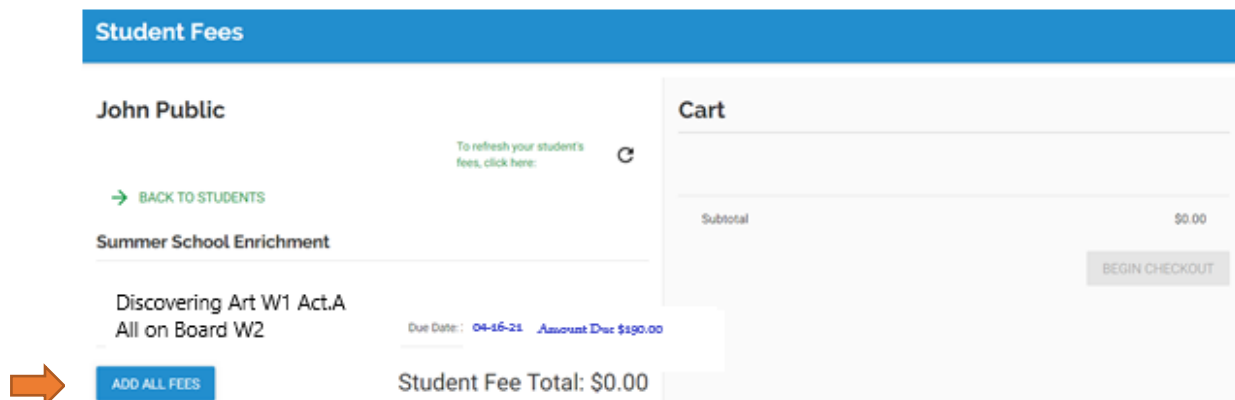 Student Fees
John Public
To refresh your student's
fees, click here:
BACK TO STUDENTS
Summer School Enrichment
Discovering Art W1 Act.A
All on Board W2
Due Date: 04-16-21 Amount Due $190.00
ADD ALL FEES
Student Fee Total: $0.00
Cart
Subtotal $0.00
BEGIN CHECKOUT